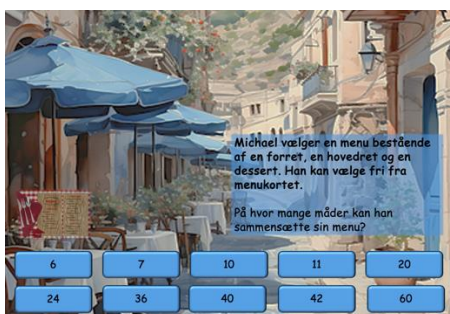 Michael vælger en menu bestående
af en forret, en hovedret og en
dessert. Han kan vælge fri fra
menukortet.
På hvor mange måder kan han
sammensætte sin menu?
6 7 10 11 20
24 36 40 42 60